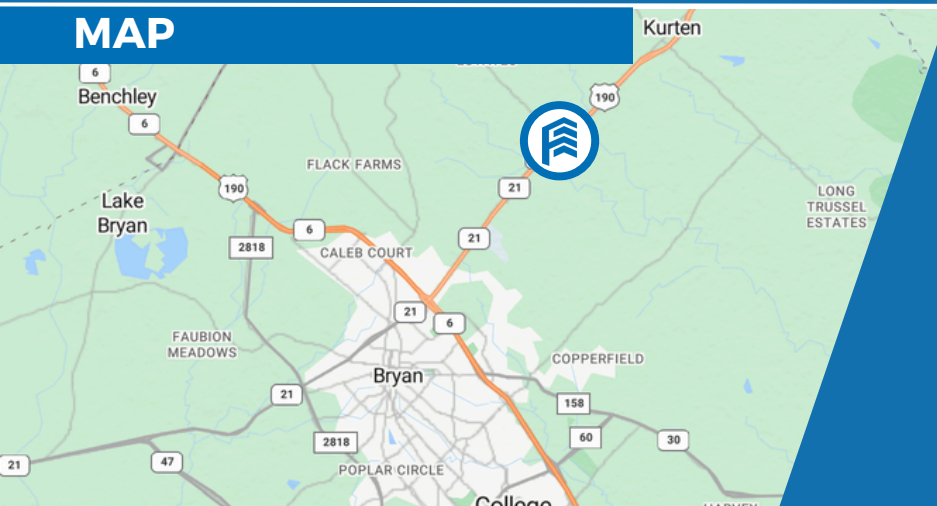 MAP
Kurten
6
Benchley
190
6
FLACK FARMS
21
190
LONG
TRUSSEL
ESTATES
Lake
Bryan
6
21
2818
CALEB COURT
21
6
FAUBION
MEADOWS
COPPERFIELD
Bryan
21
158
2818
60
30
21
47
POPLAR CIRCLE
College